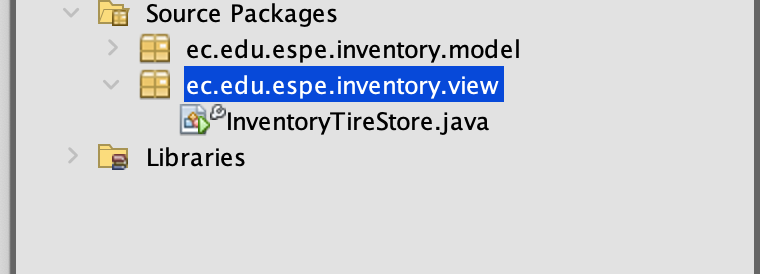 Source Packages
ec.edu.espe.inventory.model
ec.edu.espe.inventory.view
InventoryTireStore.java
Libraries